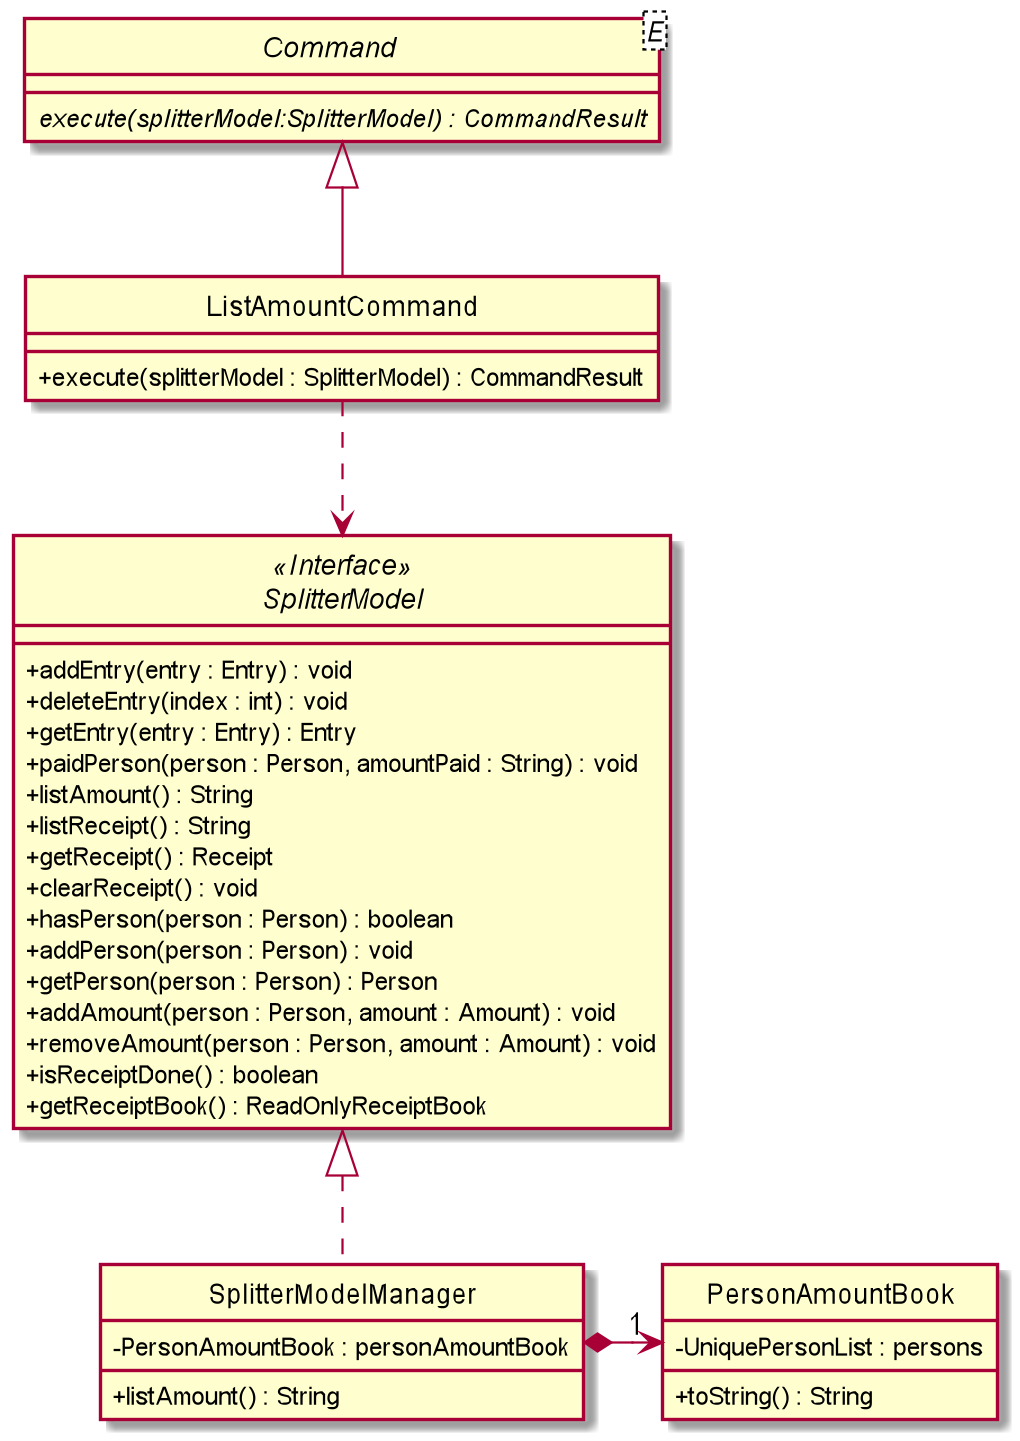 Command
E
execute(splitterModel:SplitterModel) : CommandResult
ListAmountCommand
+execute(splitterModel : SplitterModel) : CommandResult
«Interface»
SplitterModel
+addEntry(entry : Entry) : void
+deleteEntry(index : int) : void
+getEntry(entry : Entry) : Entry
+paidPerson(person : Person, amountPaid : String) : void
+listAmount() : String
+listReceipt() : String
+getReceipt() : Receipt
+clearReceipt() : void
+hasPerson(person : Person) : boolean
+addPerson(person : Person) : void
+getPerson(person : Person) : Person
+addAmount(person : Person, amount : Amount) : void
+removeAmount(person : Person, amount : Amount) : void
+isReceiptDone() : boolean
+getReceiptBook() : ReadOnlyReceiptBook
SplitterModelManager
-PersonAmountBook : personAmountBook
+listAmount() : String
1
PersonAmountBook
-UniquePersonList : persons
+toString() : String